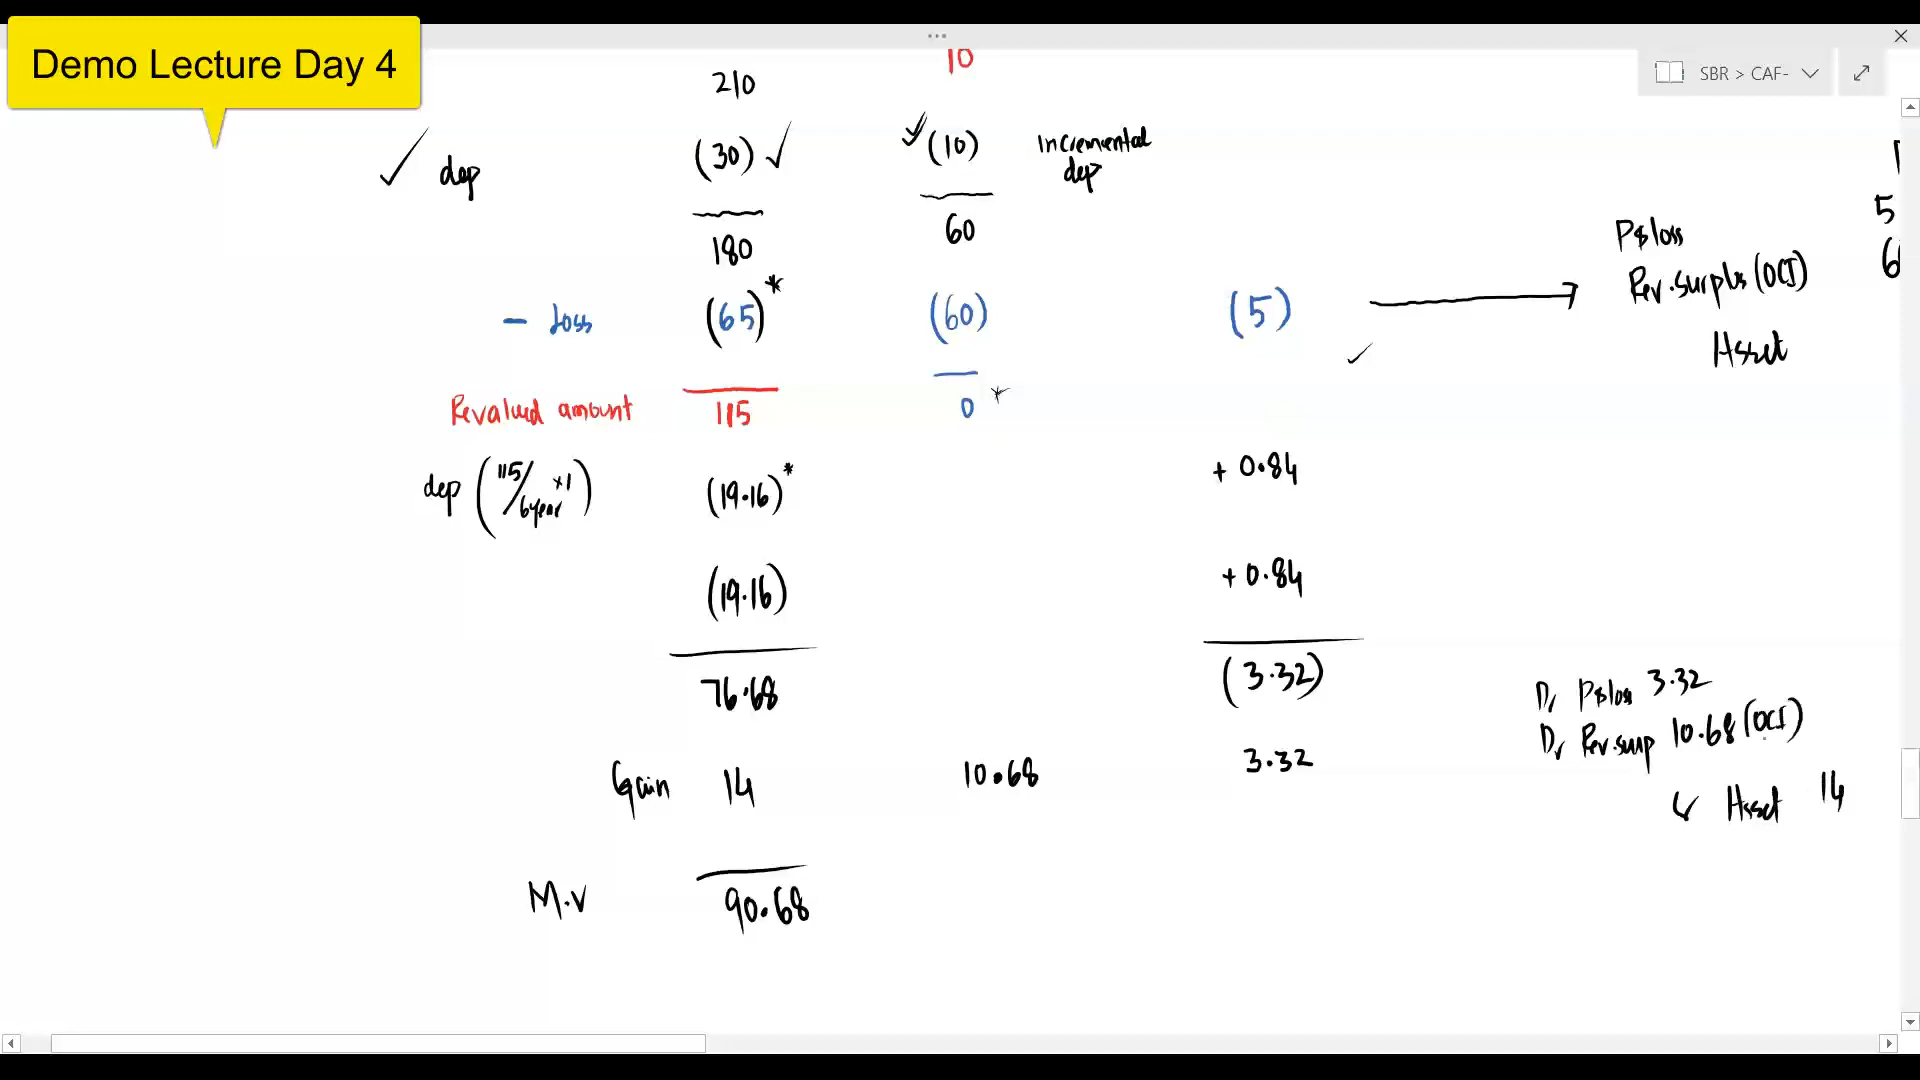 Demo Lecture Day 4
SBR > CAF-
10
210
dep (30) (10) incremental
dep
180 60
- Loss (65)* (60) (5)
P&loss 5
Rev.surplus (OCI) 6
Asset
Revalued amount 115 0 *
dep (115/6year ×1) (19.16)* + 0.84
(19.16) + 0.84
76.68 (3.32)
Gain 14 10.68 3.32
Dr P&loss 3.32
Dr Rev.surp 10.68 (OCI)
Cr Asset 14
M.V 90.68